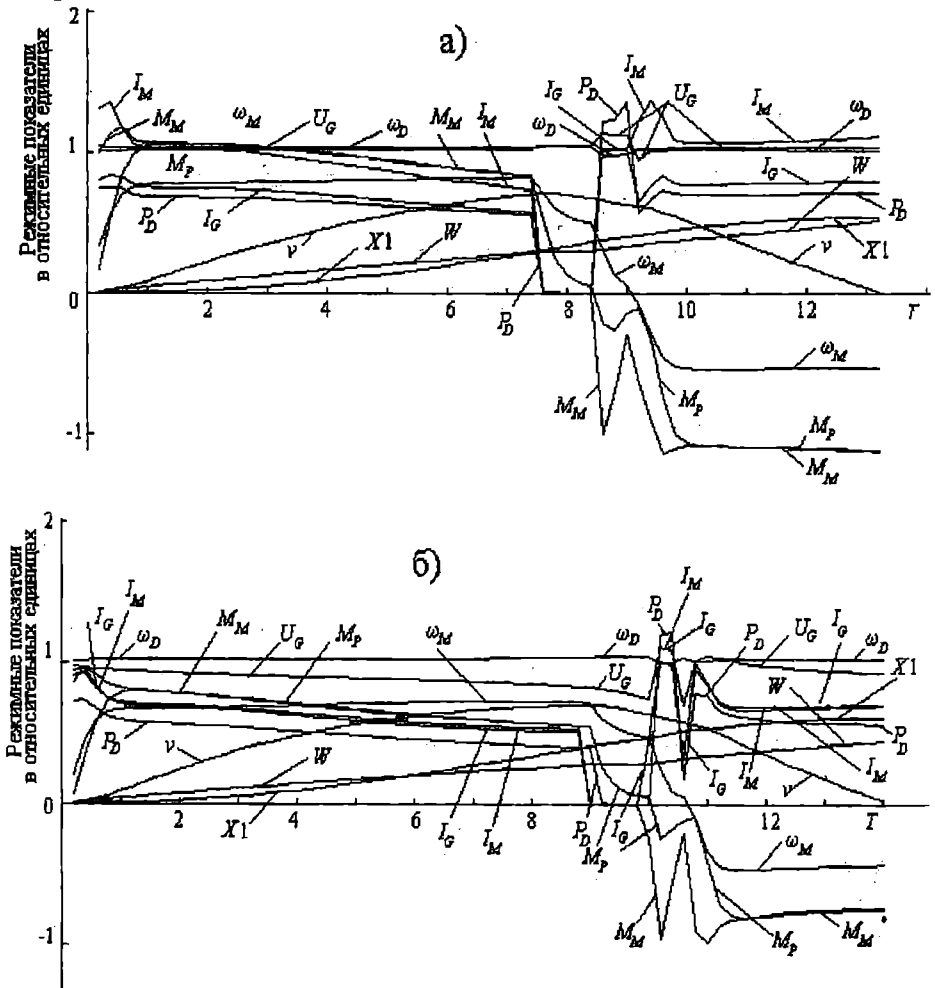 2
а)
Режимные показатели
в относительных единицах
I_M
M_M
ω_M
U_G
ω_D
M_M
I_M
I_G
P_D
I_M
U_G
ω_D
I_M
ω_D
1
M_P
P_D
I_G
v
X1
W
I_G
W
P_D
v
X1
0
2
4
6
8
10
12
T
P_D
ω_M
ω_M
M_M
M_P
M_P
M_M
-1
2
б)
Режимные показатели
в относительных единицах
I_G
I_M
ω_D
M_M
U_G
M_P
ω_M
ω_D
U_G
P_D
I_M
I_G
P_D
U_G
I_G
ω_D
X1
W
1
P_D
v
W
X1
I_G
I_M
P_D
M_P
I_G
I_G
I_M
v
I_M
P_D
0
2
4
6
8
12
T
ω_M
M_M
M_P
M_M
-1